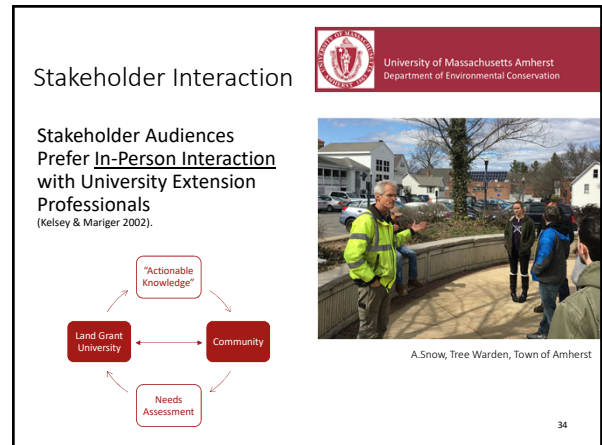 Stakeholder Interaction
University of Massachusetts Amherst
Department of Environmental Conservation
Stakeholder Audiences
Prefer In-Person Interaction
with University Extension
Professionals
(Kelsey & Mariger 2002).
"Actionable
Knowledge"
Land Grant
University
Community
Needs
Assessment
A.Snow, Tree Warden, Town of Amherst
34